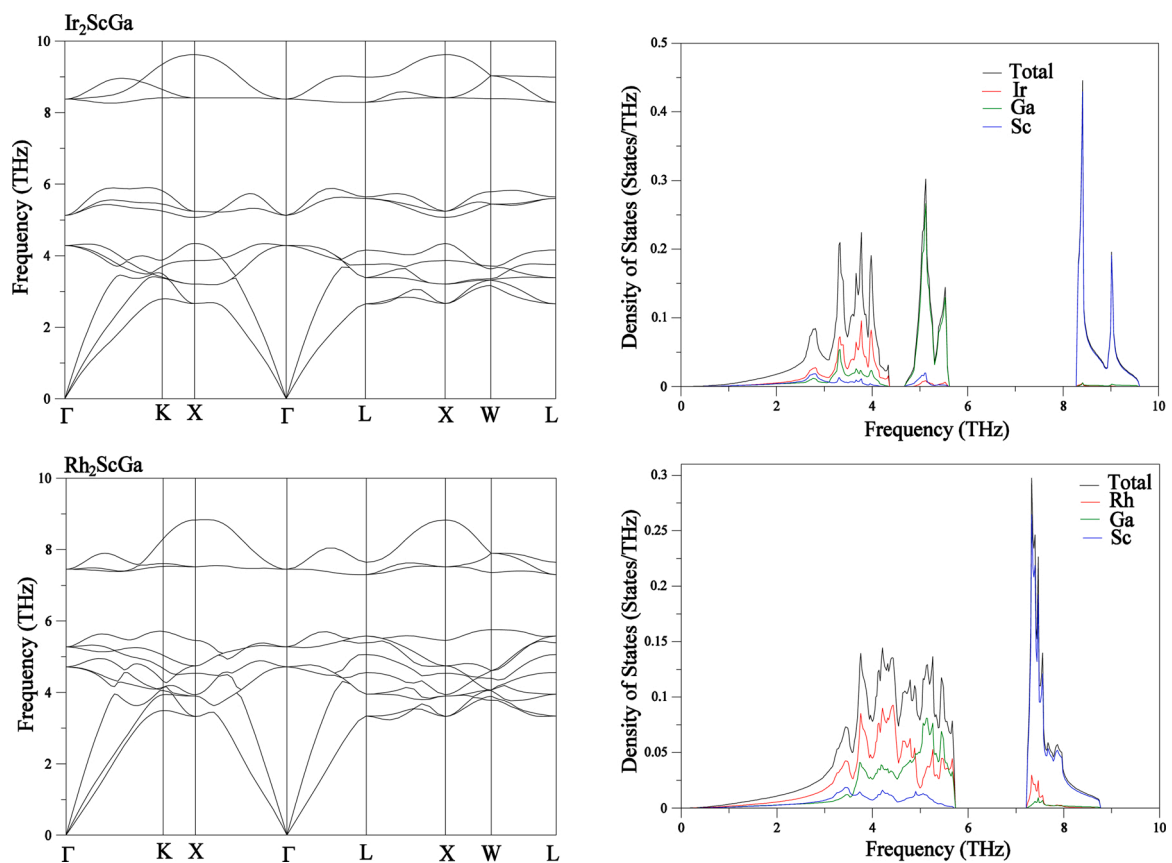 Ir₂ScGa
10
8
6
4
2
0
Frequency (THz)
Γ K X Γ L X W L
0.5
0.4
0.3
0.2
0.1
0
Density of States (States/THz)
Total
Ir
Ga
Sc
0 2 4 6 8 10
Frequency (THz)
Rh₂ScGa
10
8
6
4
2
0
Frequency (THz)
Γ K X Γ L X W L
0.3
0.25
0.2
0.15
0.1
0.05
0
Density of States (States/THz)
Total
Rh
Ga
Sc
0 2 4 6 8 10
Frequency (THz)